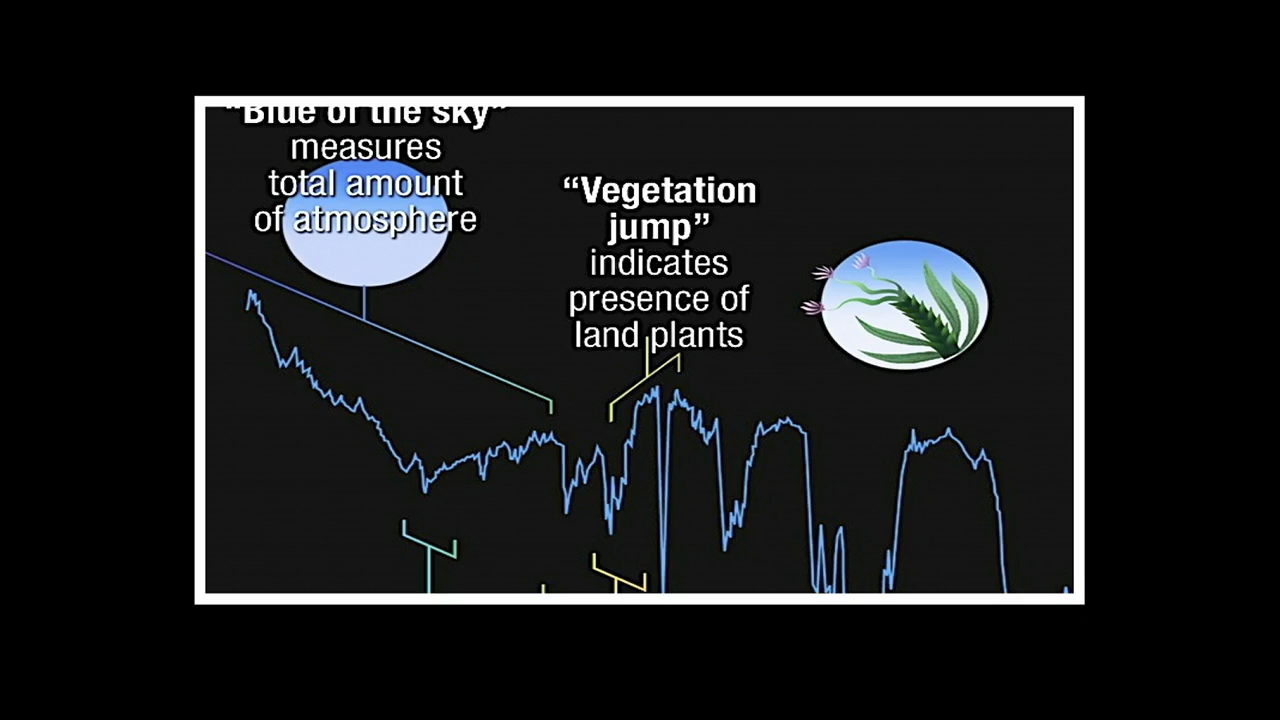 “Blue of the sky”
measures
total amount
of atmosphere
“Vegetation
jump”
indicates
presence of
land plants